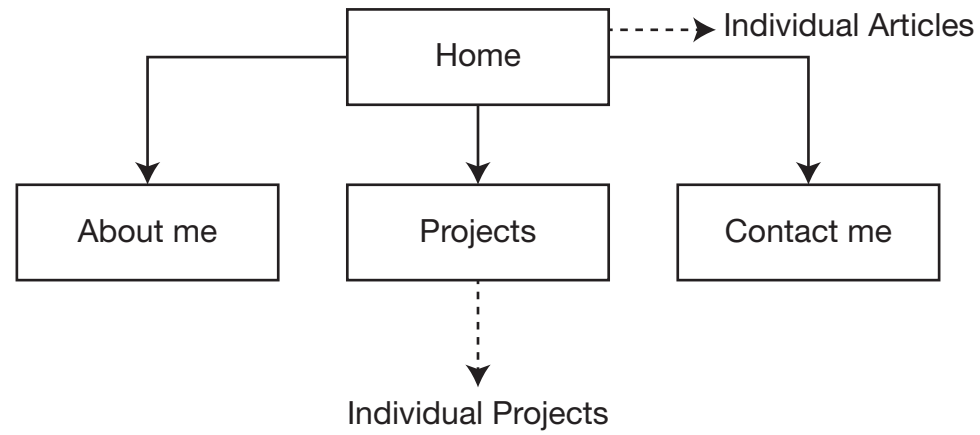 Individual Articles
Home
About me
Projects
Contact me
Individual Projects